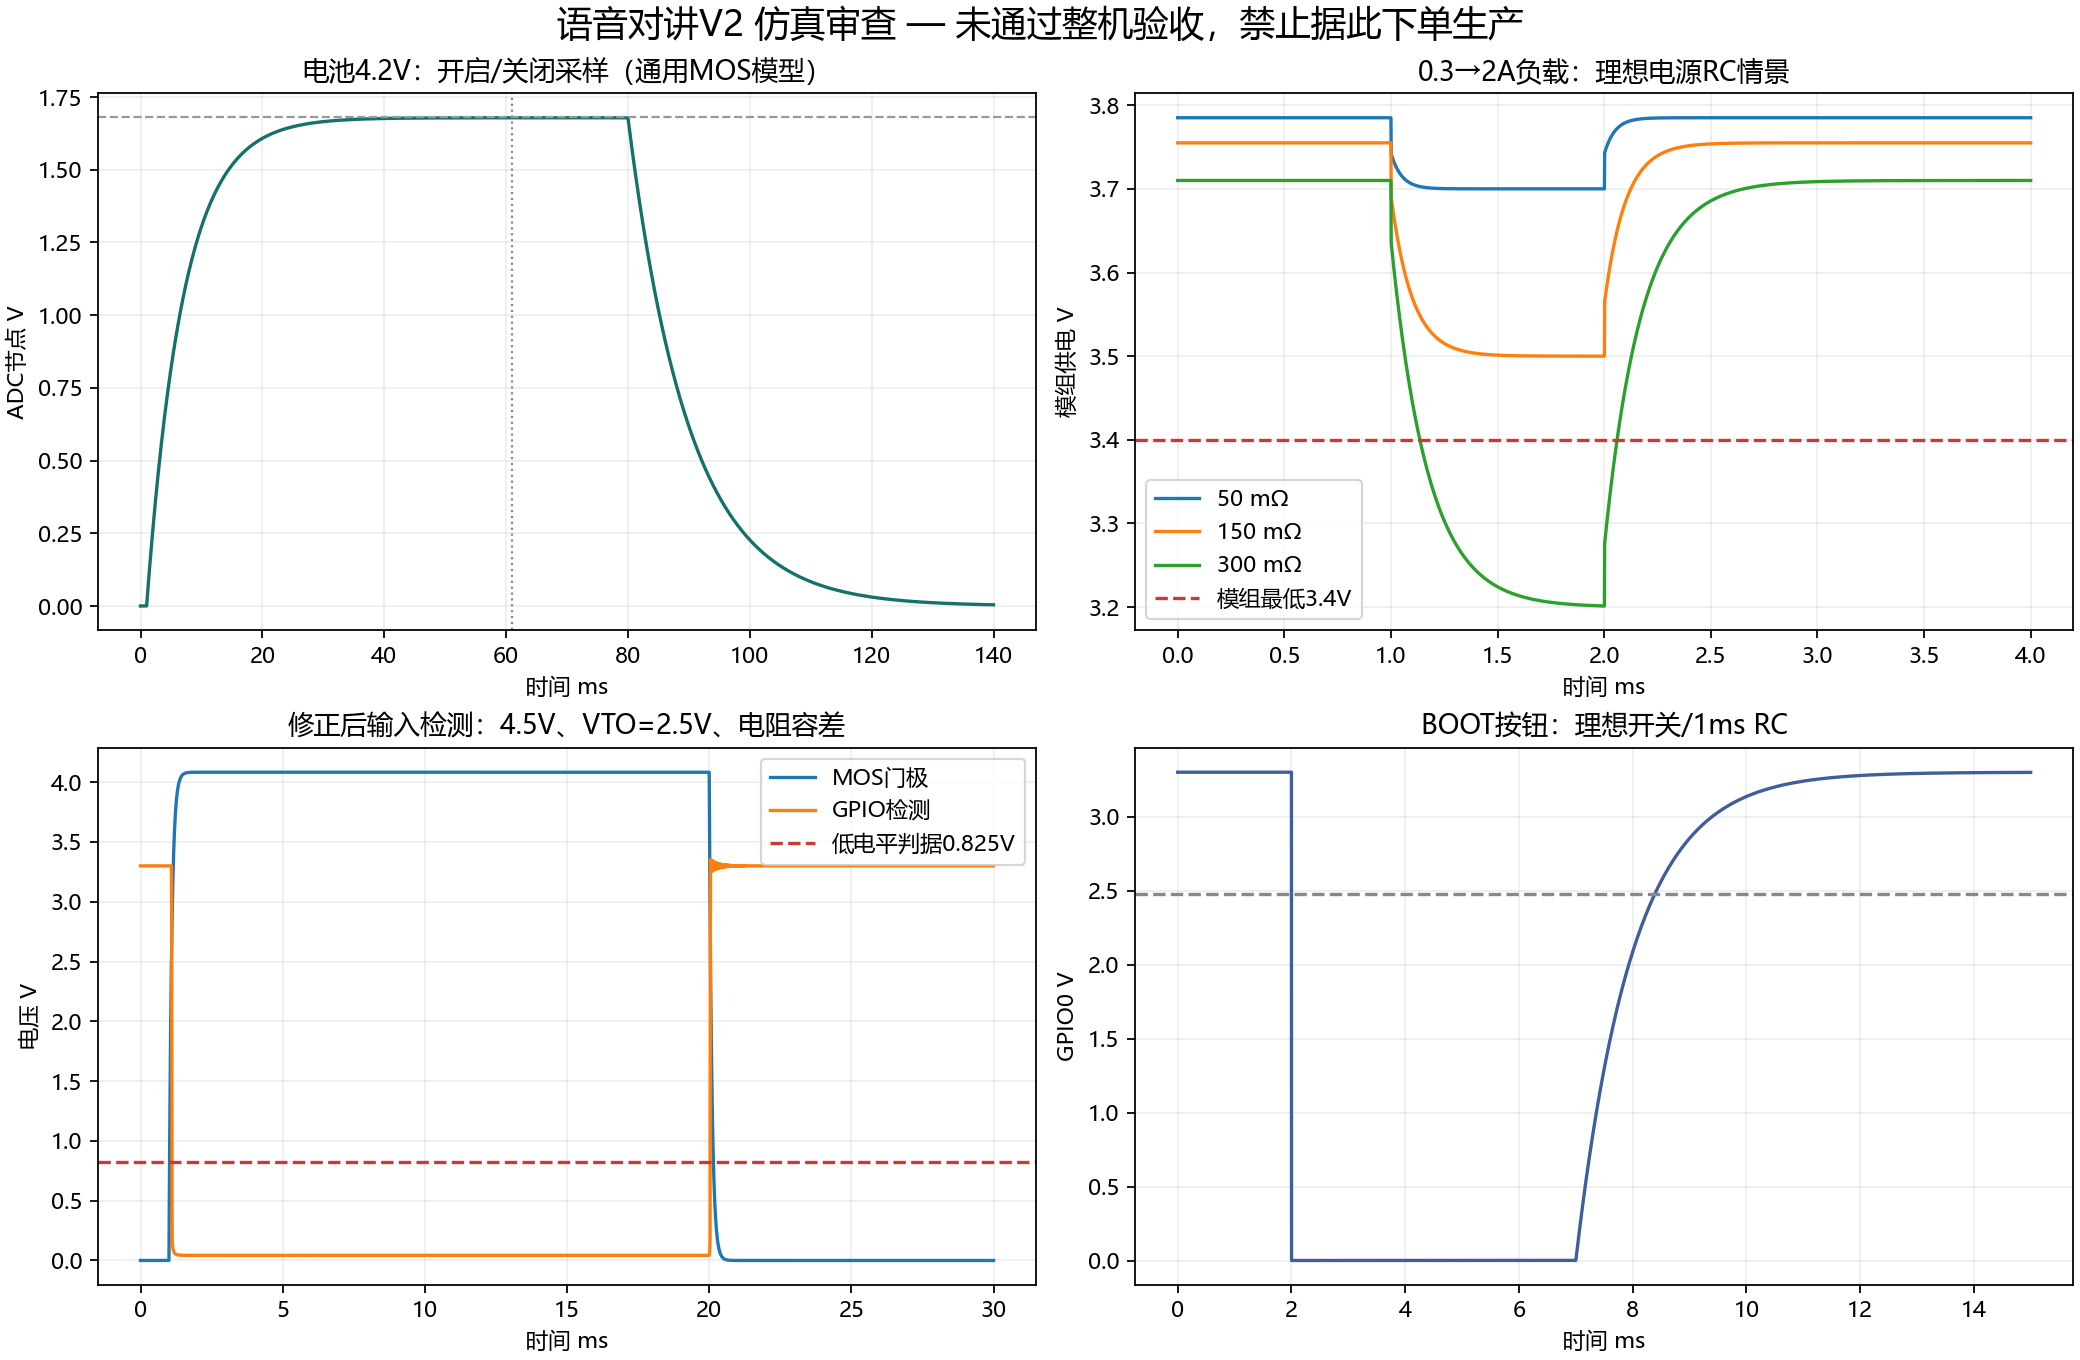 语音对讲V2 仿真审查 — 未通过整机验收，禁止据此下单生产
电池4.2V：开启/关闭采样（通用MOS模型）
ADC节点 V
1.75
1.50
1.25
1.00
0.75
0.50
0.25
0.00
0 20 40 60 80 100 120 140
时间 ms
0.3→2A负载：理想电源RC情景
模组供电 V
3.8
3.7
3.6
3.5
3.4
3.3
3.2
50 mΩ
150 mΩ
300 mΩ
模组最低3.4V
0.0 0.5 1.0 1.5 2.0 2.5 3.0 3.5 4.0
时间 ms
修正后输入检测：4.5V、VTO=2.5V、电阻容差
电压 V
4.0
3.5
3.0
2.5
2.0
1.5
1.0
0.5
0.0
MOS门极
GPIO检测
低电平判据0.825V
0 5 10 15 20 25 30
时间 ms
BOOT按钮：理想开关/1ms RC
GPIO0 V
3.0
2.5
2.0
1.5
1.0
0.5
0.0
0 2 4 6 8 10 12 14
时间 ms